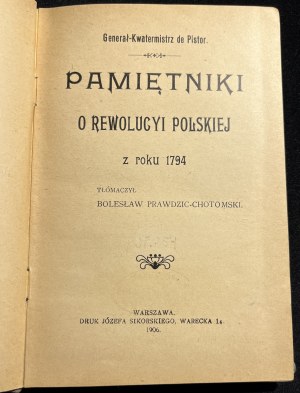 Generał-Kwatermistrz de Pistor.
PAMIĘTNIKI
O REWOLUCYI POLSKIEJ
z roku 1794
TŁÓMACZYŁ
BOLESŁAW PRAWDZIC-CHOTOMSKI.
WARSZAWA.
DRUK JÓZEFA SIKORSKIEGO, WARECKA 14
1906.